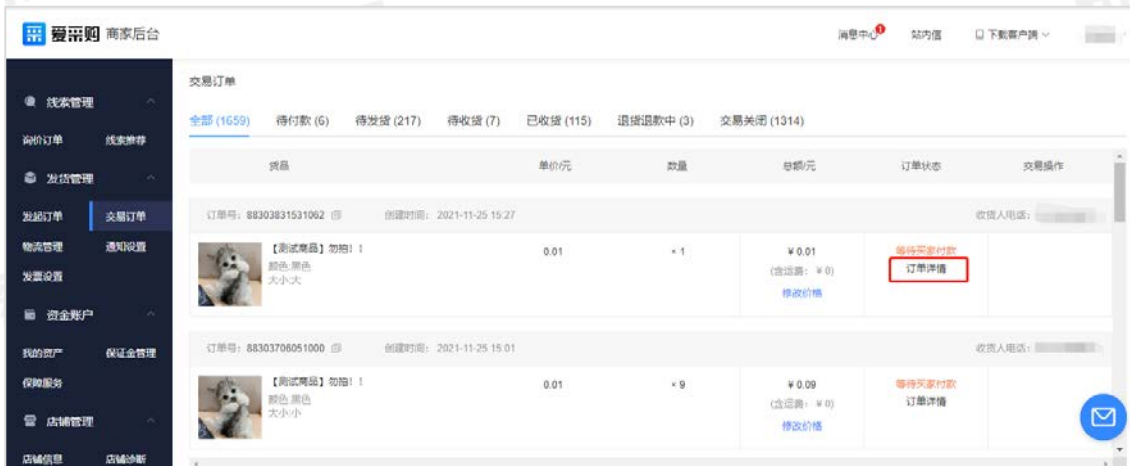 采 爱采购 商家后台
消息中心 1 站内信 下载客户端
线索管理
询价订单 线索推荐
发货管理
发起订单 交易订单
物流管理 通知设置
发票设置
资金账户
我的资产 保证金管理
保障服务
店铺管理
店铺信息 店铺诊断
交易订单
全部 (1659) 待付款 (6) 待发货 (217) 待收货 (7) 已收货 (115) 退货退款中 (3) 交易关闭 (1314)
货品 单价/元 数量 总额/元 订单状态 交易操作
订单号：88303831531062 创建时间：2021-11-25 15:27 收货人电话：
【测试商品】勿拍！！ 0.01 × 1 ¥ 0.01 等待买家付款
颜色:黑色 (含运费：¥ 0) 订单详情
大小:大 修改价格
订单号：88303706051000 创建时间：2021-11-25 15:01 收货人电话：
【测试商品】勿拍！！ 0.01 × 9 ¥ 0.09 等待买家付款
颜色:黑色 (含运费：¥ 0) 订单详情
大小:小 修改价格